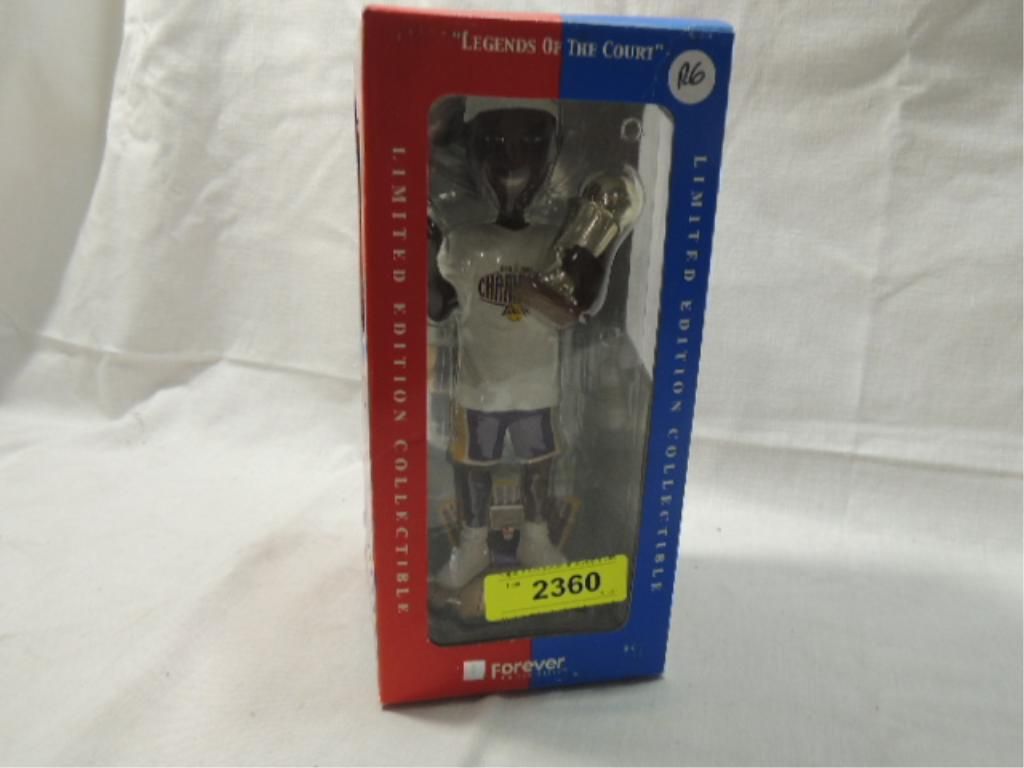 "LEGENDS OF THE COURT"
R6
LIMITED EDITION COLLECTIBLE
LIMITED EDITION COLLECTIBLE
2360
FOREVER